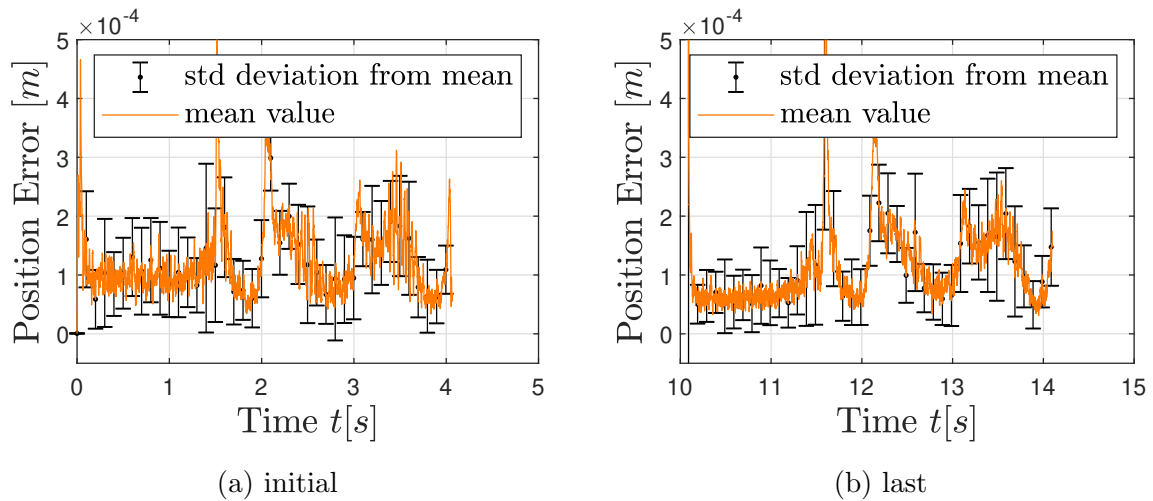 ×10⁻⁴
5
4
3
2
1
0
Position Error [m]
std deviation from mean
mean value
0 1 2 3 4 5
Time t[s]
(a) initial
×10⁻⁴
5
4
3
2
1
0
Position Error [m]
std deviation from mean
mean value
10 11 12 13 14 15
Time t[s]
(b) last